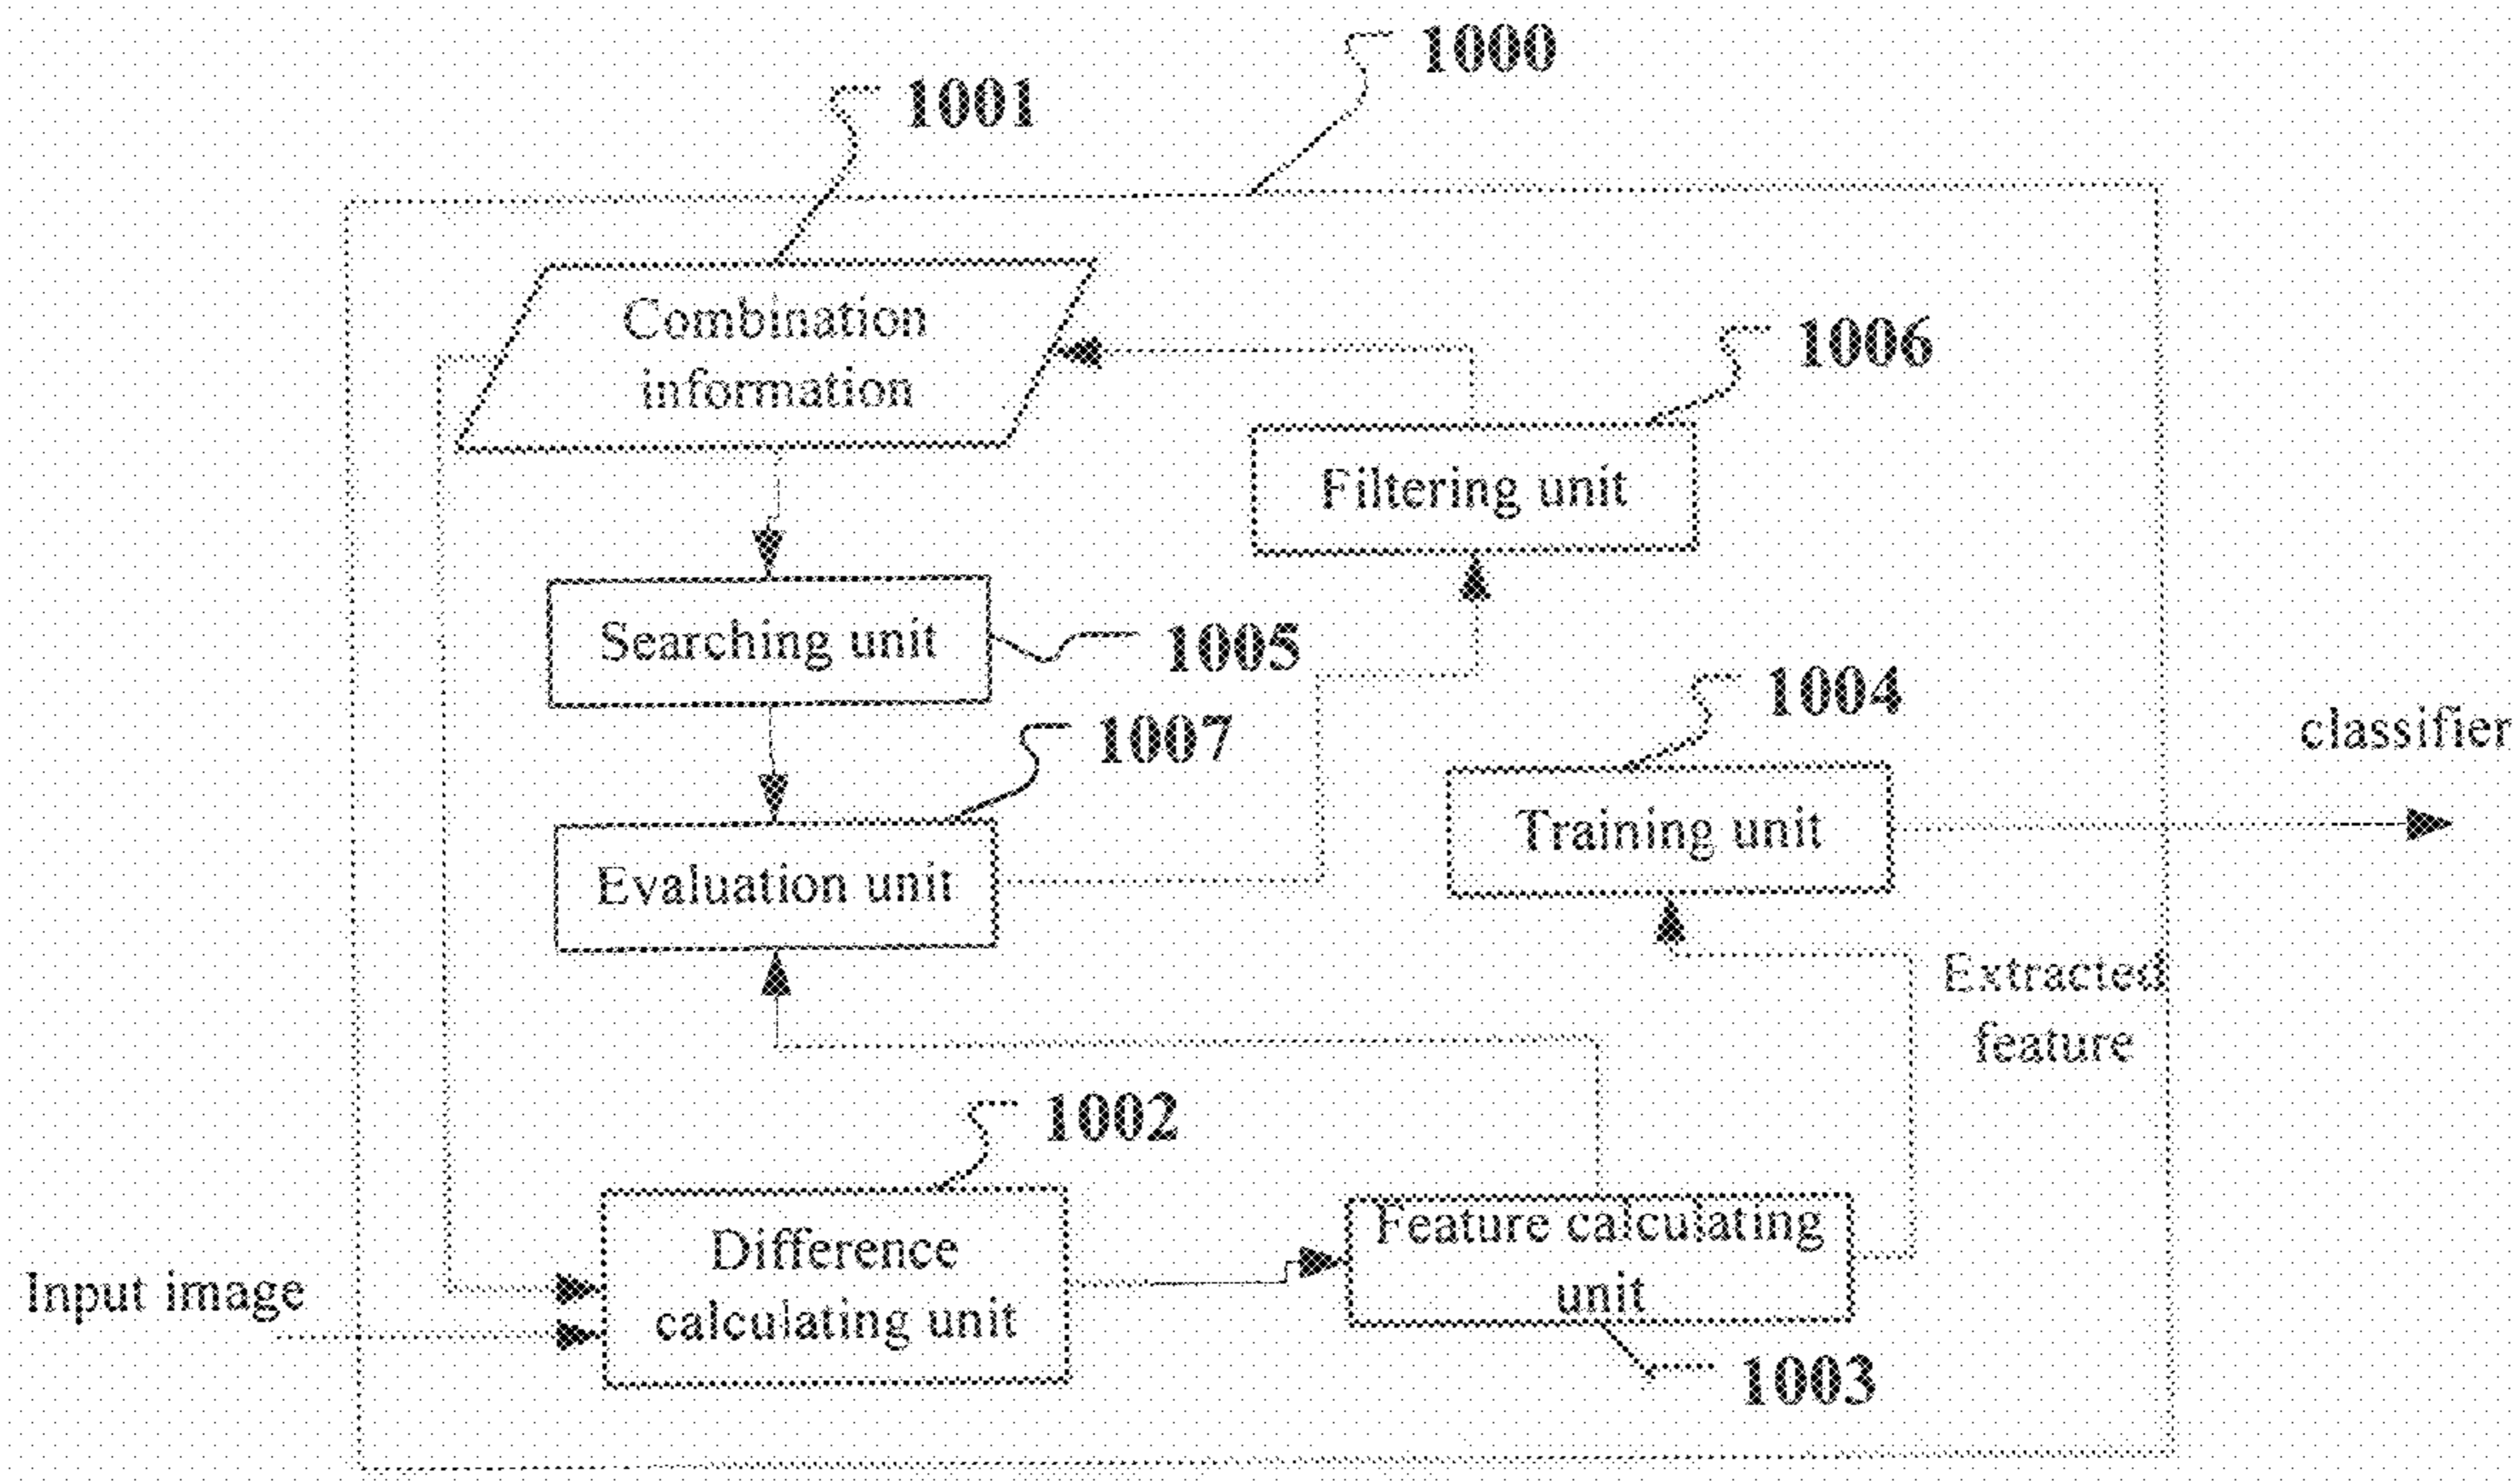 1000
1001
Combination
information
1006
Filtering unit
Searching unit
1005
1004
1007
classifier
Training unit
Evaluation unit
Extracted
feature
1002
Difference
calculating unit
Feature calculating
unit
Input image
1003